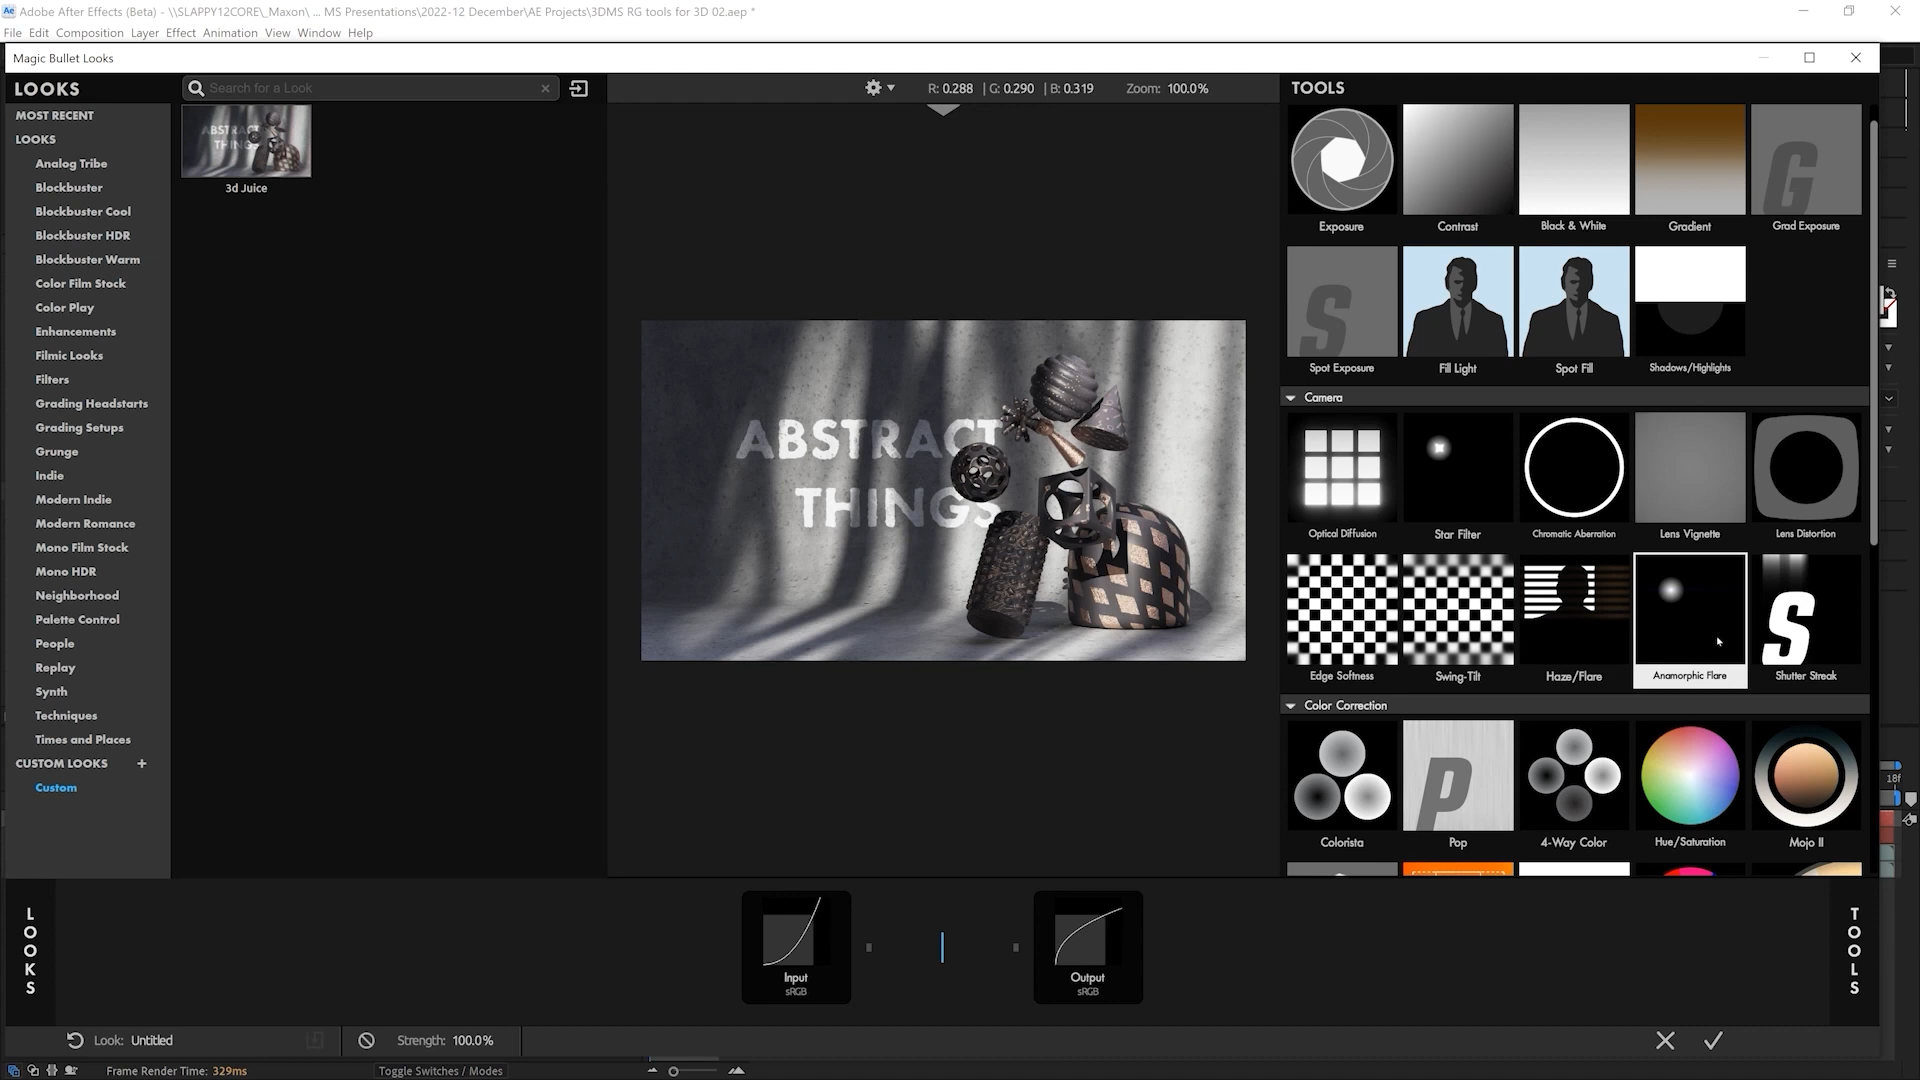 Ae Adobe After Effects (Beta) - \\SLAPPY12CORE\_Maxon\ ... MS Presentations\2022-12 December\AE Projects\3DMS RG tools for 3D 02.aep *
File Edit Composition Layer Effect Animation View Window Help
Magic Bullet Looks
LOOKS
Search for a Look
R: 0.288 | G: 0.290 | B: 0.319
Zoom: 100.0%
TOOLS
MOST RECENT
LOOKS
Analog Tribe
Blockbuster
Blockbuster Cool
Blockbuster HDR
Blockbuster Warm
Color Film Stock
Color Play
Enhancements
Filmic Looks
Filters
Grading Headstarts
Grading Setups
Grunge
Indie
Modern Indie
Modern Romance
Mono Film Stock
Mono HDR
Neighborhood
Palette Control
People
Replay
Synth
Techniques
Times and Places
CUSTOM LOOKS +
Custom
ABSTRACT
THINGS
3d Juice
ABSTRACT
THINGS
G
Exposure
Contrast
Black & White
Gradient
Grad Exposure
S
Spot Exposure
Fill Light
Spot Fill
Shadows/Highlights
Camera
Optical Diffusion
Star Filter
Chromatic Aberration
Lens Vignette
Lens Distortion
S
Edge Softness
Swing-Tilt
Haze/Flare
Anamorphic Flare
Shutter Streak
Color Correction
P
Colorista
Pop
4-Way Color
Hue/Saturation
Mojo II
18f
LOOKS
Input
sRGB
Output
sRGB
TOOLS
Look: Untitled
Strength: 100.0%
Frame Render Time: 329ms
Toggle Switches / Modes